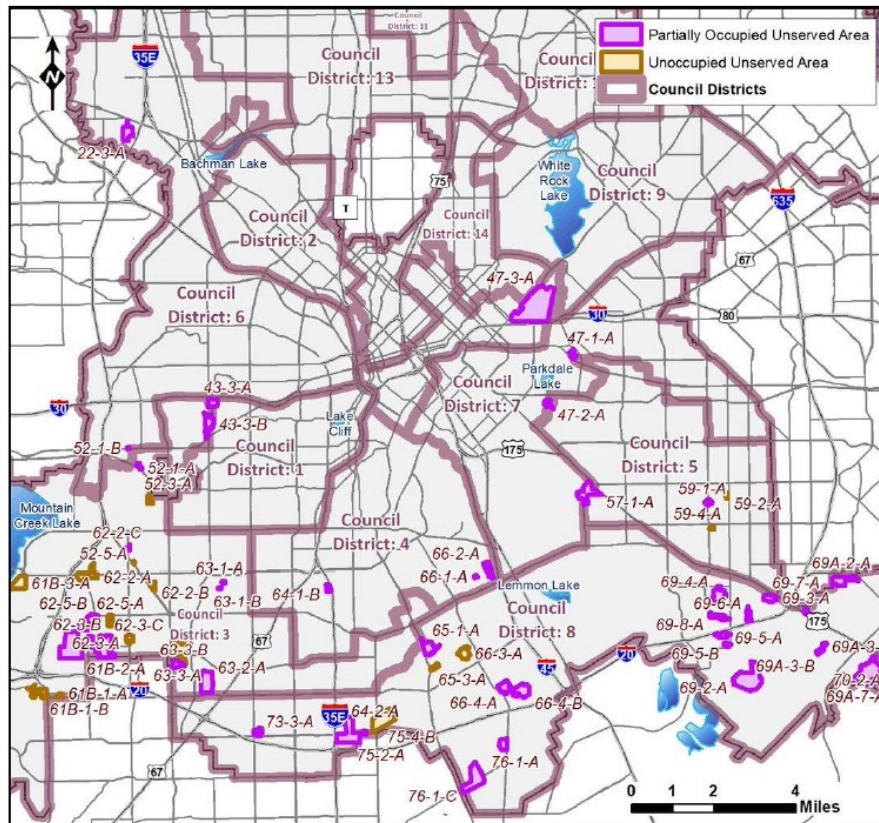 Council
District: 11
35E
Council
District: 13
Partially Occupied Unserved Area
Unoccupied Unserved Area
Council Districts
N
Council
22-3-A
Bachman Lake
75
White
Rock
Lake
Council
District: 9
635
T
Council
District: 2
Council
District: 14
67
47-3-A
Council
District: 6
30
80
47-1-A
Parkdale
Lake
43-3-A
30
43-3-B
Lake
Cliff
Council
District: 7
47-2-A
52-1-B
Council
District: 1
175
Council
District: 5
52-1-A
52-3-A
59-1-A
59-2-A
57-1-A
59-4-A
Mountain
Creek Lake
62-2-C
52-5-A
Council
District: 4
66-2-A
69A-2-A
63-1-A
66-1-A
Lemmon Lake
69-4-A
69-7-A
61B-3-A
62-2-A
62-2-B
63-1-B
64-1-B
69-3-A
62-5-B
62-5-A
69-6-A
62-3-B
62-3-C
Council
District: 3
65-1-A
Council
District: 8
69-8-A
175
62-3-A
67
69-5-A
63-3-B
66-3-A
69-5-B
69A-3-A
61B-2-A
63-3-A
63-2-A
65-3-A
45
20
69A-3-B
61B-1-A
20
66-4-A
69-2-A
70-2-A
61B-1-B
66-4-B
69A-7-A
73-3-A
35E
64-2-A
75-4-B
75-2-A
76-1-A
67
76-1-C
0 1 2 4
Miles